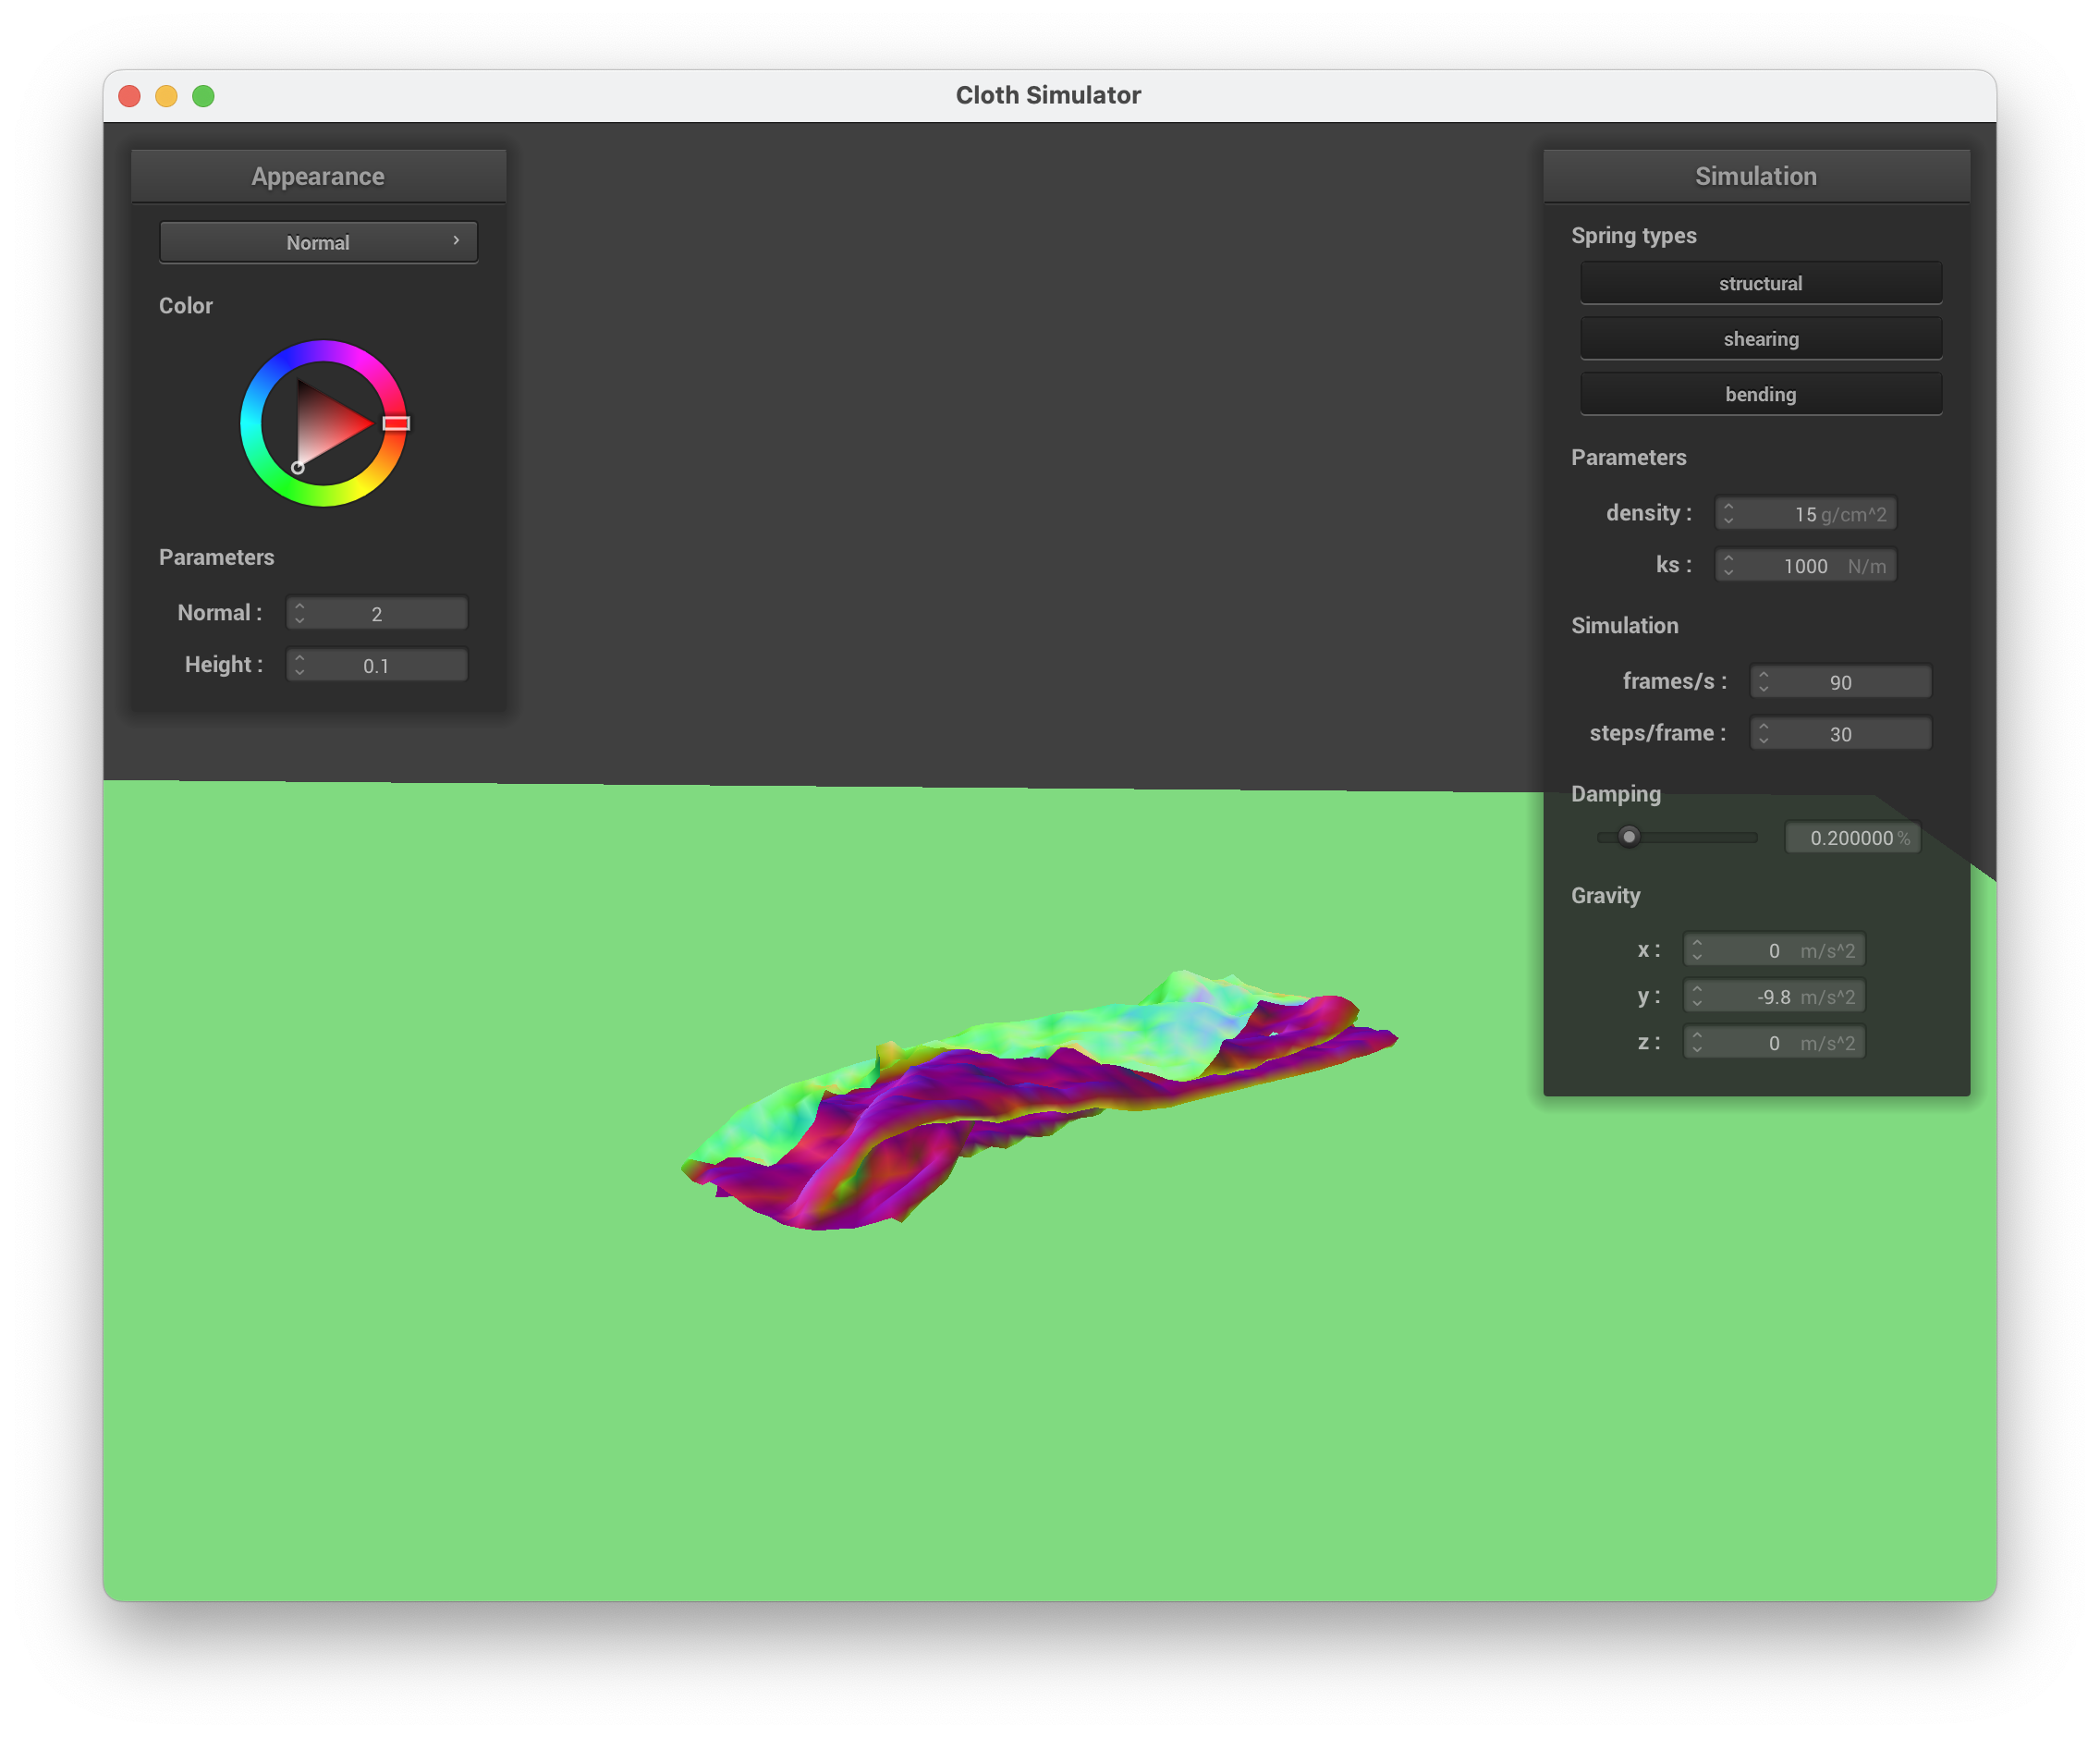 Cloth Simulator
Appearance
Normal
Color
Parameters
Normal : 2
Height : 0.1
Simulation
Spring types
structural
shearing
bending
Parameters
density : 15 g/cm^2
ks : 1000 N/m
Simulation
frames/s : 90
steps/frame : 30
Damping
0.200000 %
Gravity
x : 0 m/s^2
y : -9.8 m/s^2
z : 0 m/s^2